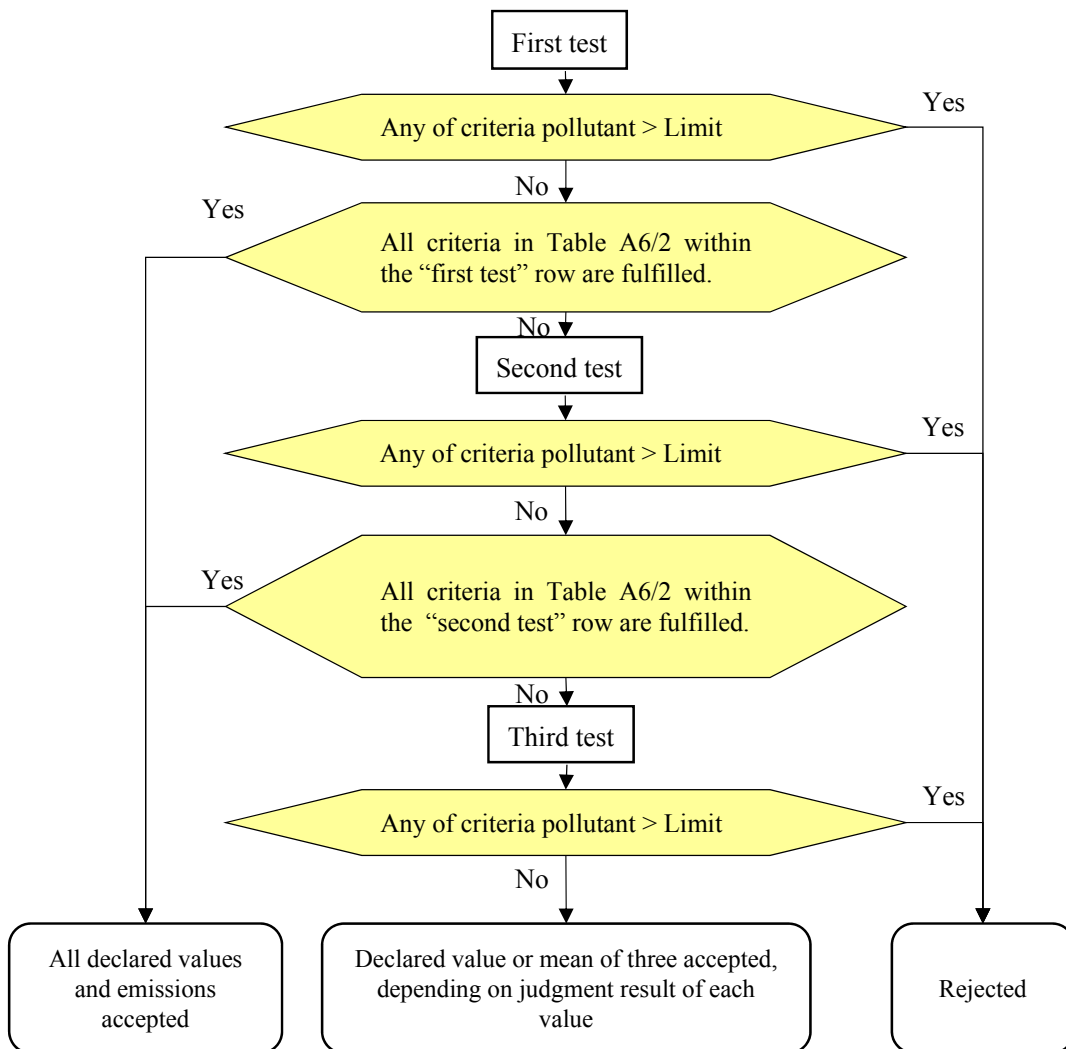 First test
Any of criteria pollutant > Limit
Yes
No
Yes
All criteria in Table A6/2 within
the “first test” row are fulfilled.
No
Second test
Any of criteria pollutant > Limit
Yes
No
Yes
All criteria in Table A6/2 within
the “second test” row are fulfilled.
No
Third test
Any of criteria pollutant > Limit
Yes
No
All declared values
and emissions
accepted
Declared value or mean of three accepted,
depending on judgment result of each
value
Rejected